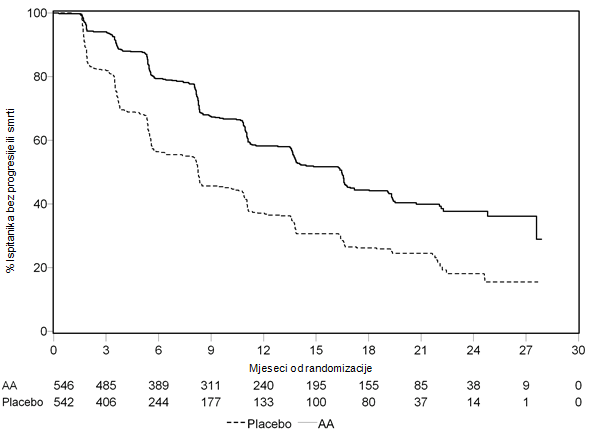 % Ispitanika bez progresije ili smrti
100
80
60
40
20
0
0 3 6 9 12 15 18 21 24 27 30
Mjeseci od randomizacije
AA 546 485 389 311 240 195 155 85 38 9 0
Placebo 542 406 244 177 133 100 80 37 14 1 0
Placebo AA